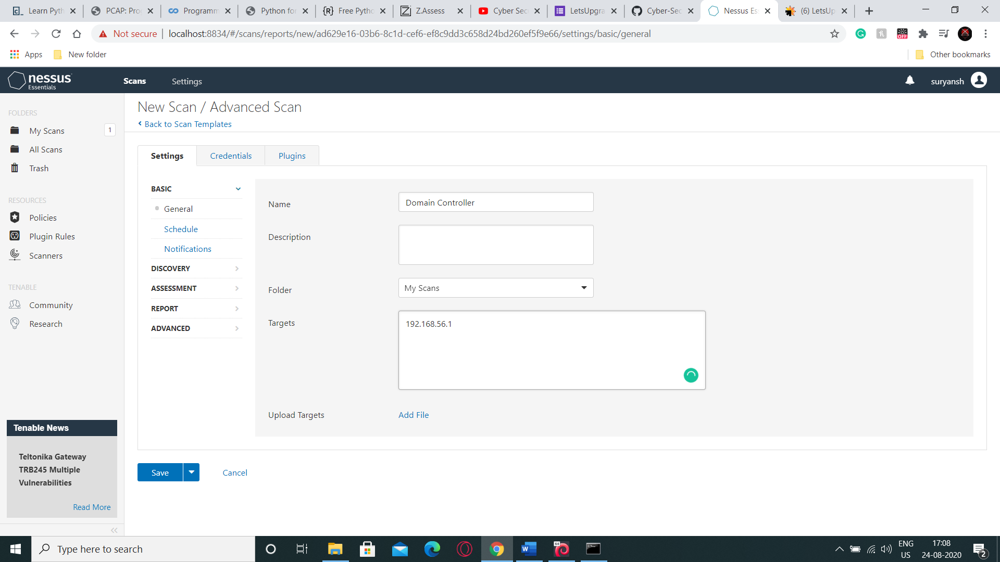 Learn Pyth
PCAP: Pro
Programm
Python for
{R} Free Pytho
Z.Assess
Cyber Sec
LetsUpgra
Cyber-Sec
Nessus Es
(6) LetsUp
Not secure
localhost:8834/#/scans/reports/new/ad629e16-03b6-8c1d-cef6-ef8c9dd3c658d24bd260ef5f9e66/settings/basic/general
OFF
Apps
New folder
Other bookmarks
nessus
Essentials
Scans
Settings
suryansh
FOLDERS
My Scans
1
All Scans
Trash
RESOURCES
Policies
Plugin Rules
Scanners
TENABLE
Community
Research
Tenable News
Teltonika Gateway
TRB245 Multiple
Vulnerabilities
Read More
New Scan / Advanced Scan
Back to Scan Templates
Settings
Credentials
Plugins
BASIC
General
Schedule
Notifications
DISCOVERY
ASSESSMENT
REPORT
ADVANCED
Name
Domain Controller
Description
Folder
My Scans
Targets
192.168.56.1
Upload Targets
Add File
Save
Cancel
Type here to search
64
ENG
US
17:08
24-08-2020
2